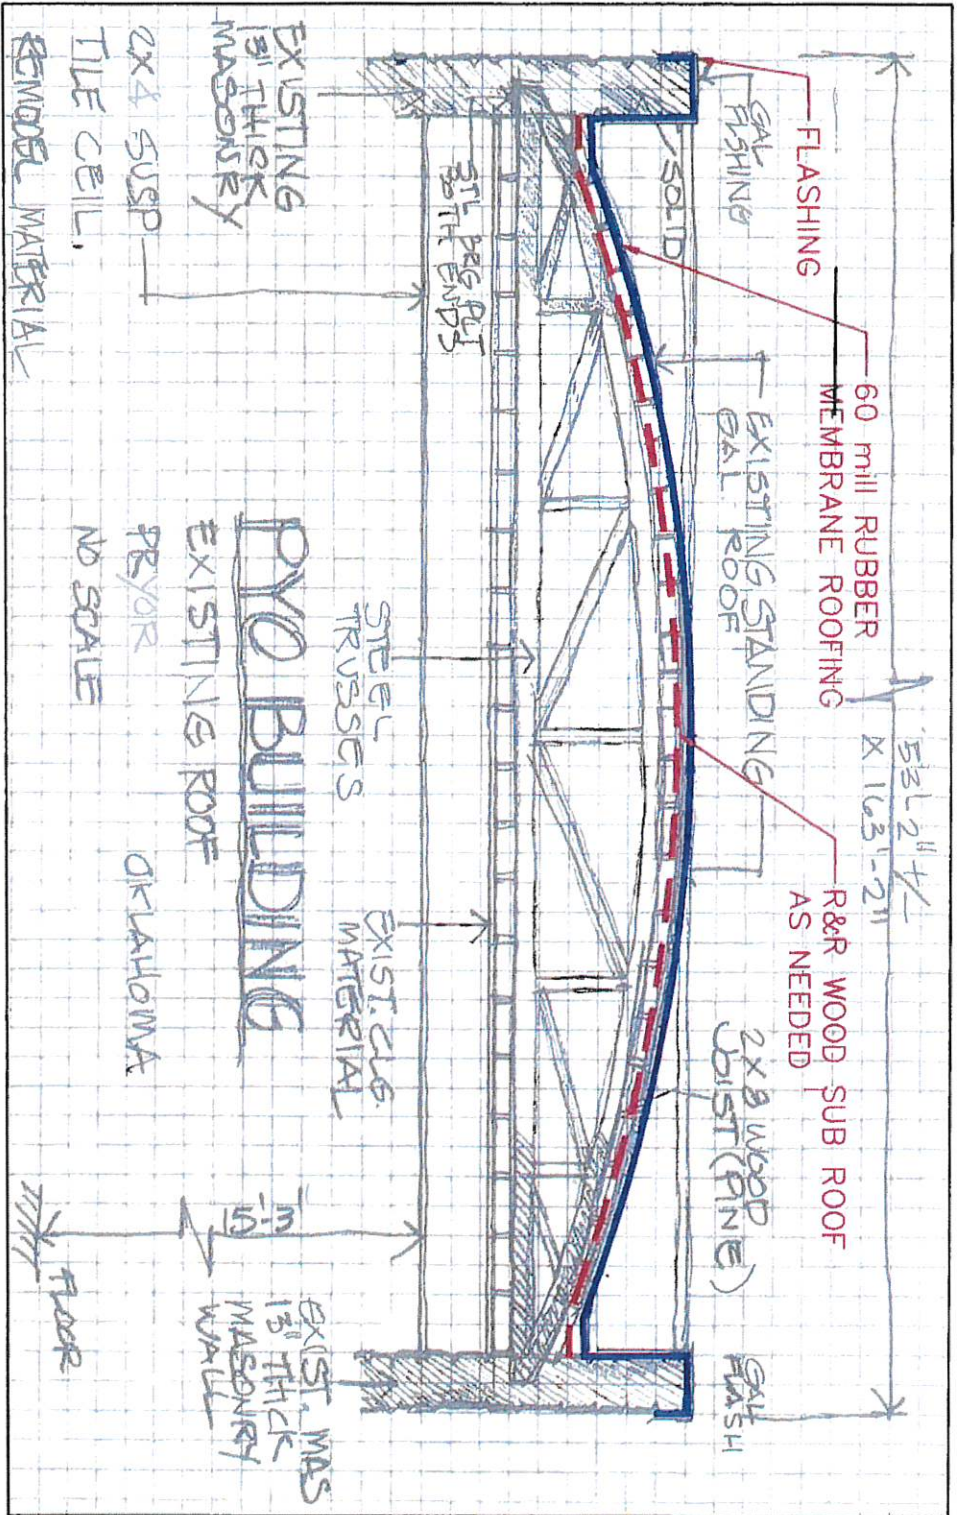 53'-2" +/-
X 163'-2"
60 mill RUBBER
MEMBRANE ROOFING
R&R WOOD SUB ROOF
AS NEEDED
FLASHING
GAL
FLSHING
SOLID
EXISTING STANDING
GAL ROOF
2X8 WOOD
JOIST (PINE)
GAL
FLASH
STL BRG PLT
BOTH ENDS
EXISTING
13" THICK
MASONRY
2X4 SUSP
TILE CEIL.
REMODEL MATERIAL
STEEL
TRUSSES
EXIST. CLG.
MATERIAL
PYO BUILDING
EXISTING ROOF
PRYOR OKLAHOMA
NO SCALE
FLOOR
EXIST. MAS
13" THICK
MASONRY
WALL